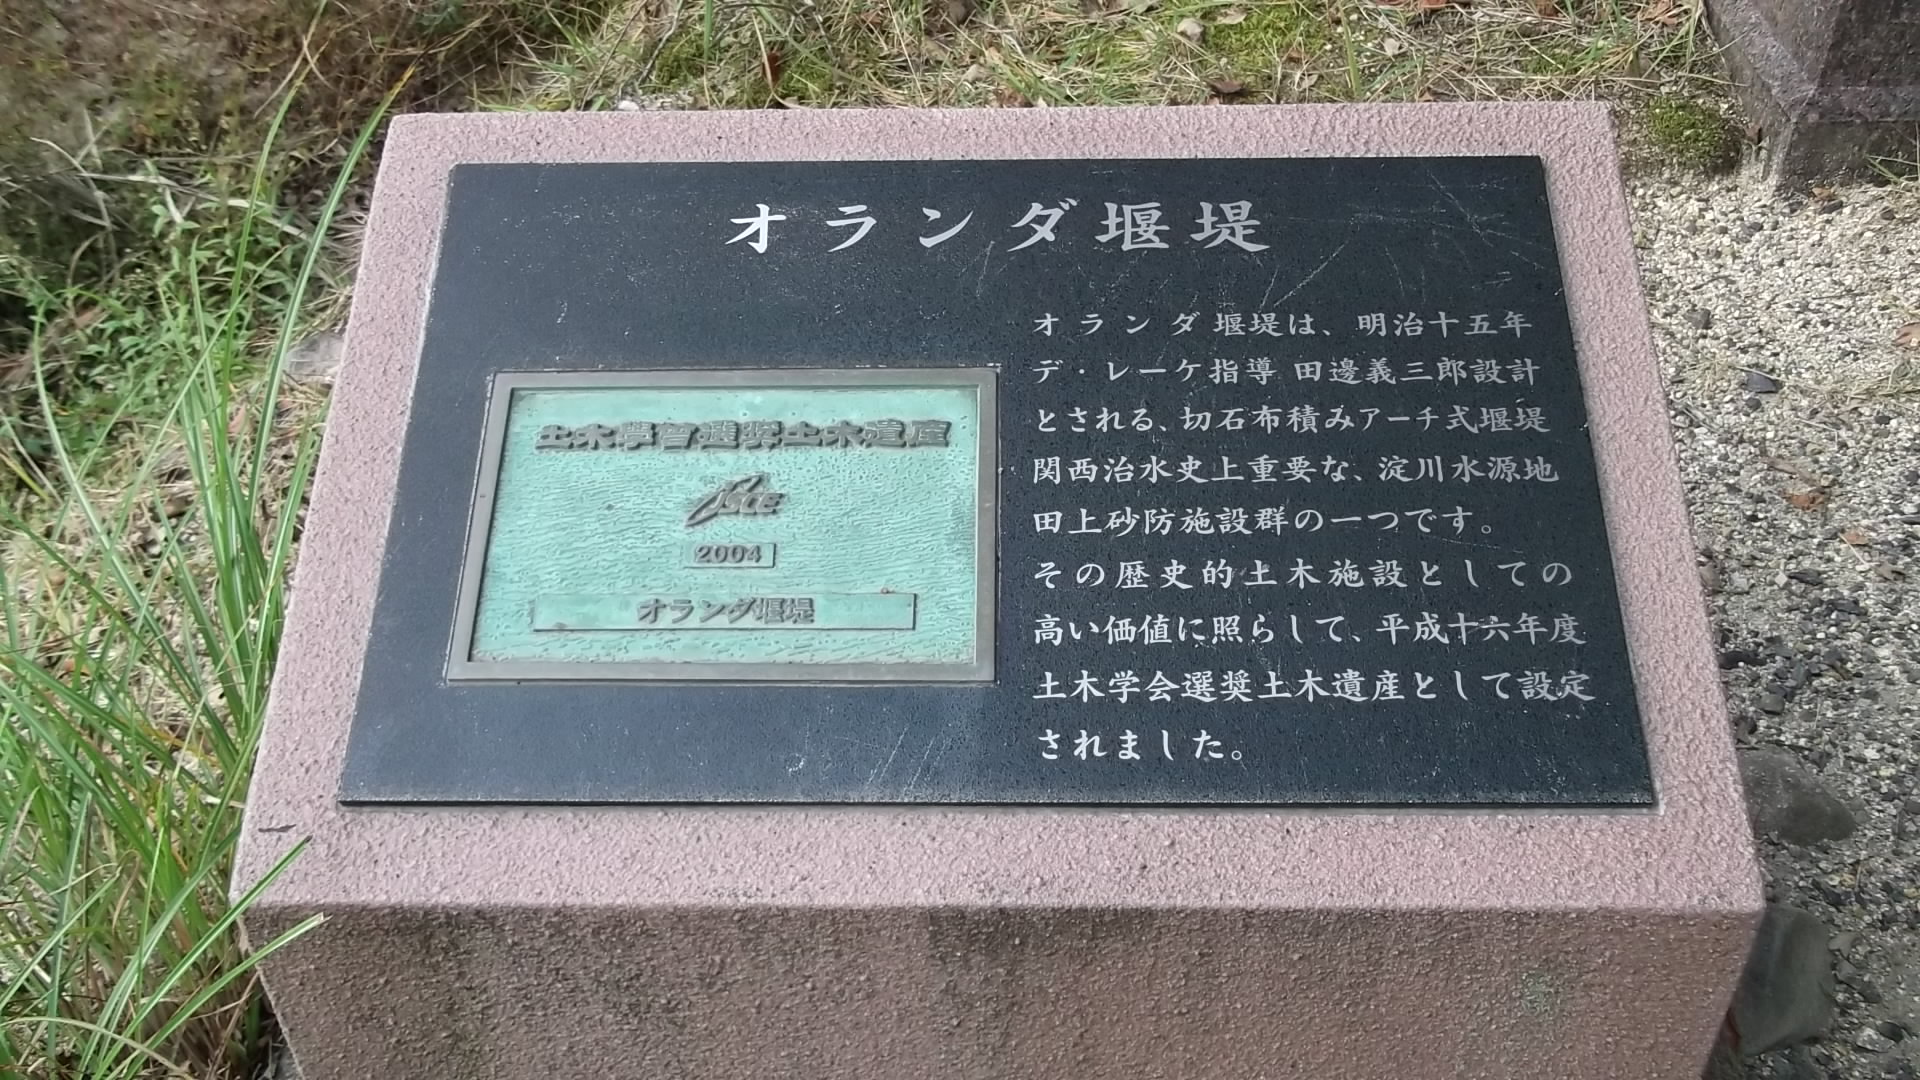 オランダ堰堤
オランダ堰堤は、明治十五年
デ・レーケ指導 田邊義三郎設計
とされる、切石布積みアーチ式堰堤
関西治水史上重要な、淀川水源地
田上砂防施設群の一つです。
その歴史的土木施設としての
高い価値に照らして、平成十六年度
土木学会選奨土木遺産として設定
されました。
土木學會選奨土木遺産
JSCE
2004
オランダ堰堤